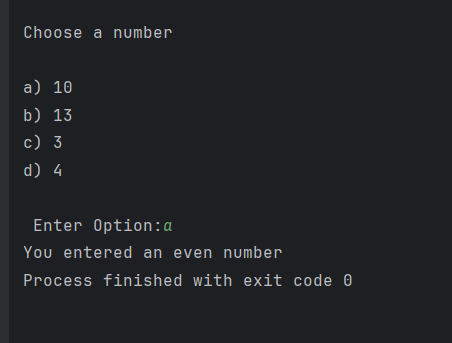 Choose a number
a) 10
b) 13
c) 3
d) 4
Enter Option:a
You entered an even number
Process finished with exit code 0